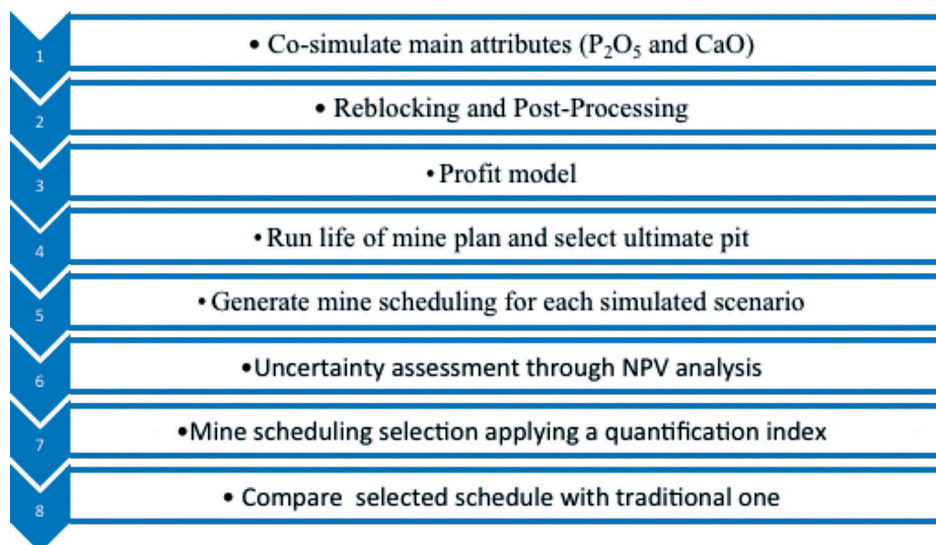 1
• Co-simulate main attributes (P₂O₅ and CaO)
2
• Reblocking and Post-Processing
3
• Profit model
4
• Run life of mine plan and select ultimate pit
5
• Generate mine scheduling for each simulated scenario
6
•Uncertainty assessment through NPV analysis
7
•Mine scheduling selection applying a quantification index
8
• Compare selected schedule with traditional one